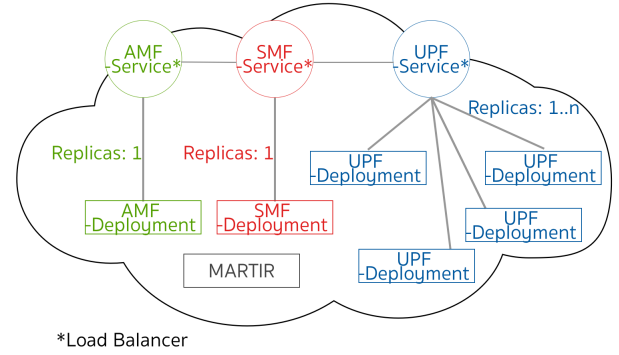 AMF
-Service*
SMF
-Service*
UPF
-Service*
Replicas: 1..n
Replicas: 1
Replicas: 1
UPF
-Deployment
UPF
-Deployment
AMF
-Deployment
SMF
-Deployment
UPF
-Deployment
UPF
-Deployment
MARTIR
*Load Balancer